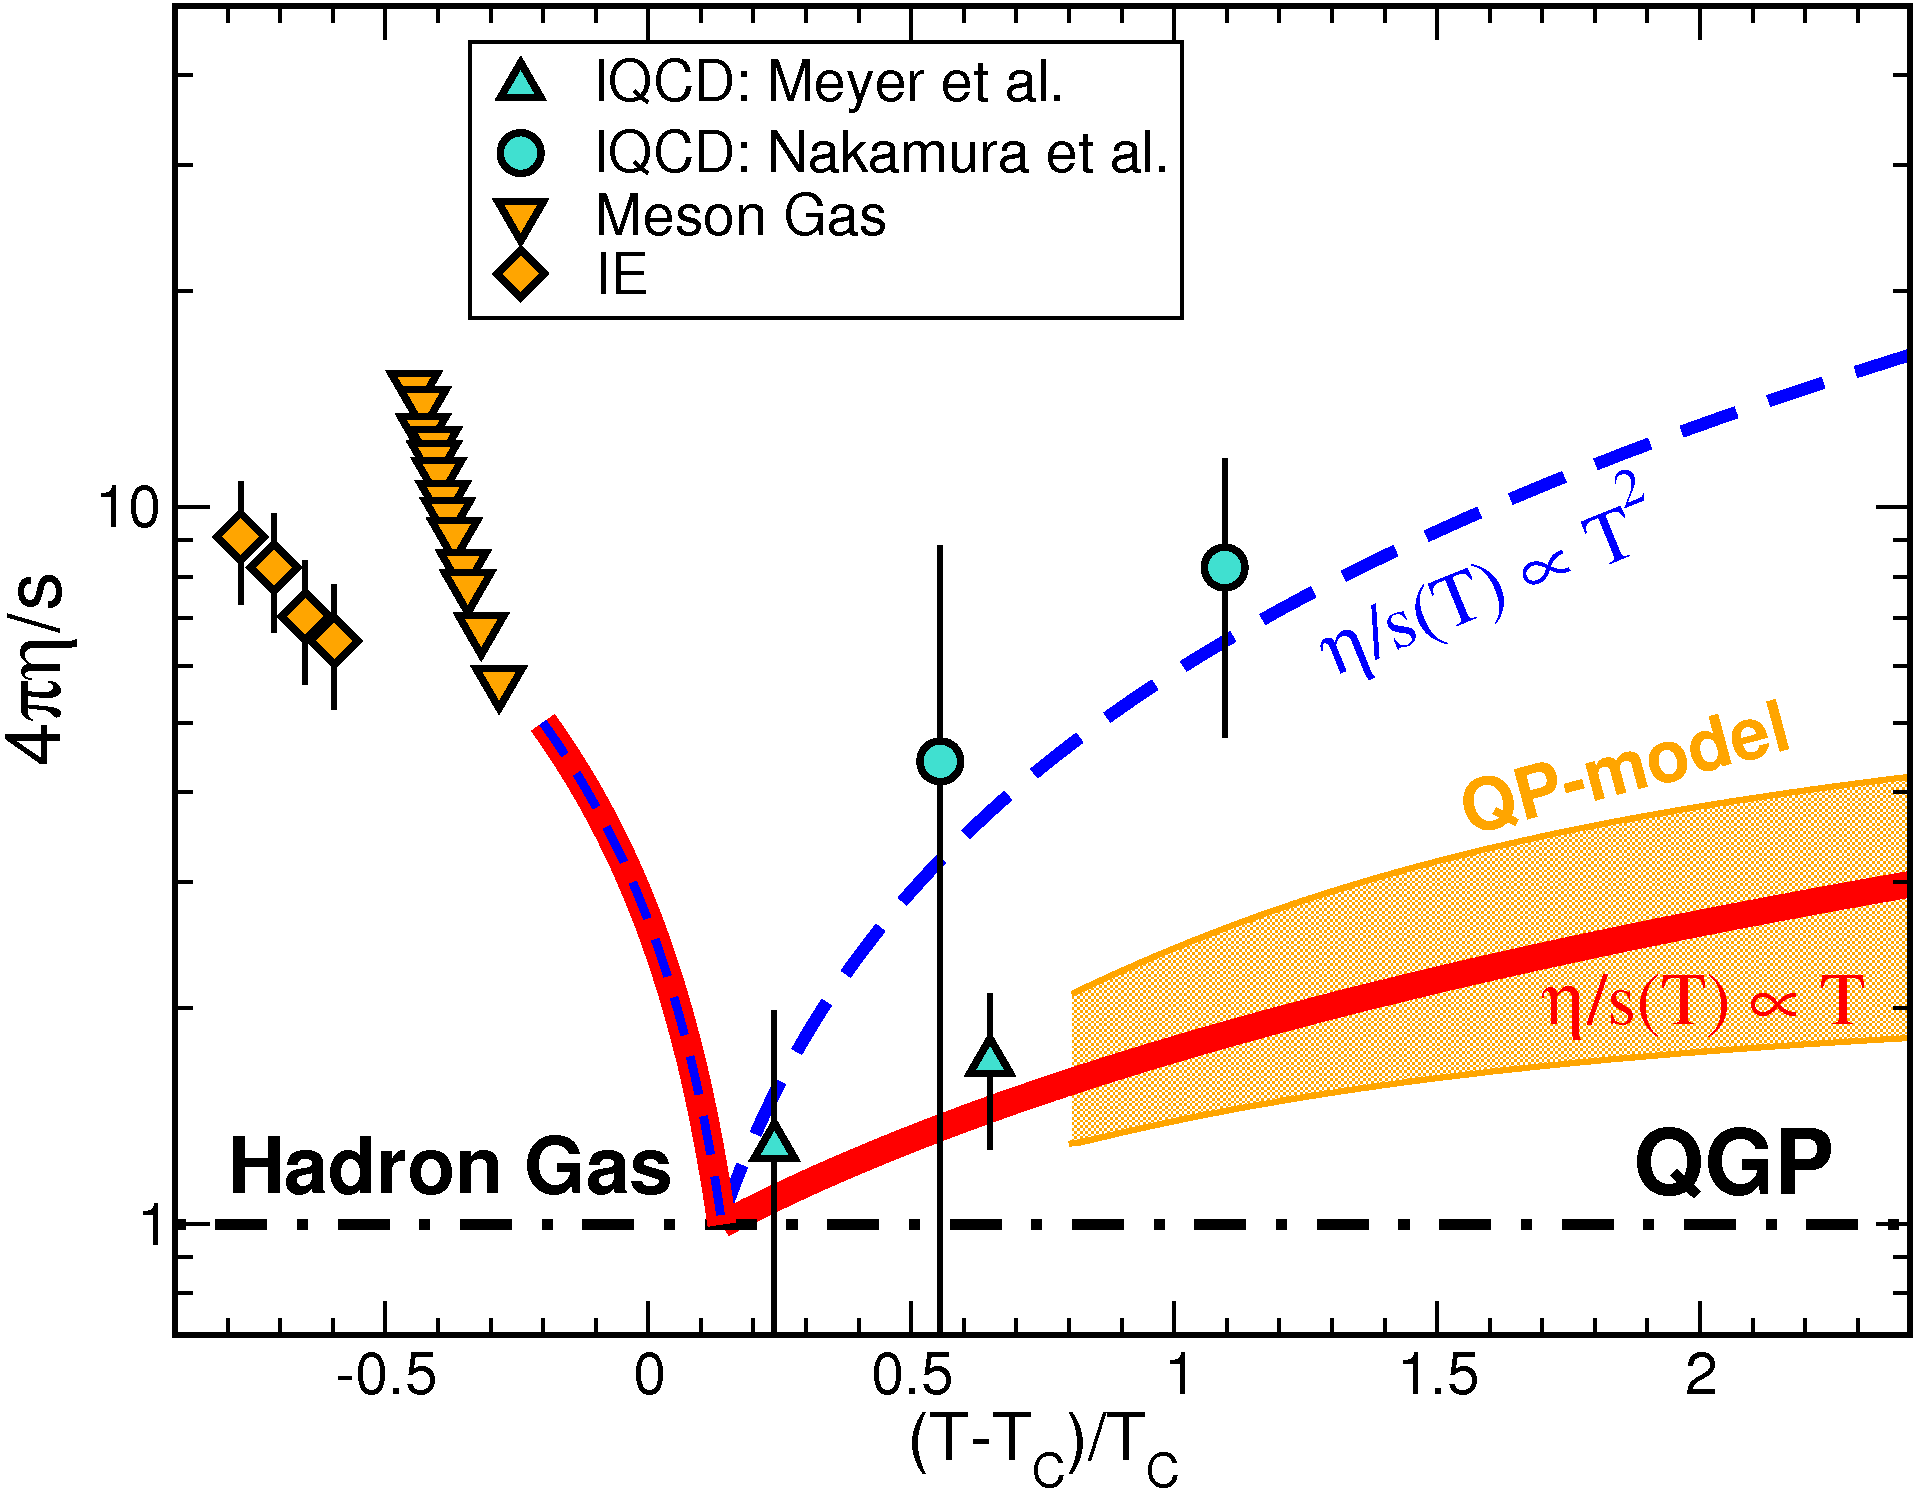 lQCD: Meyer et al.
lQCD: Nakamura et al.
Meson Gas
IE
10
1
4πη/s
η/s(T) ∝ T²
QP-model
η/s(T) ∝ T
Hadron Gas
QGP
-0.5 0 0.5 1 1.5 2
(T-T_C)/T_C